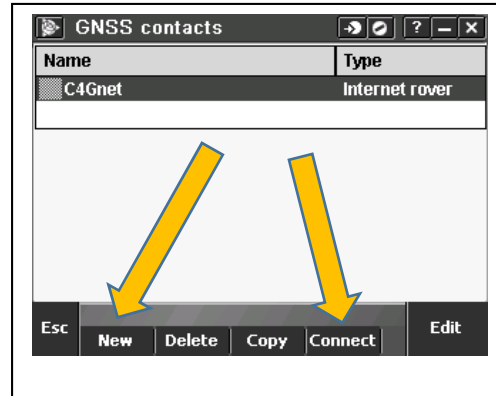 GNSS contacts ? – ×
Name Type
C4Gnet Internet rover
Esc New Delete Copy Connect Edit